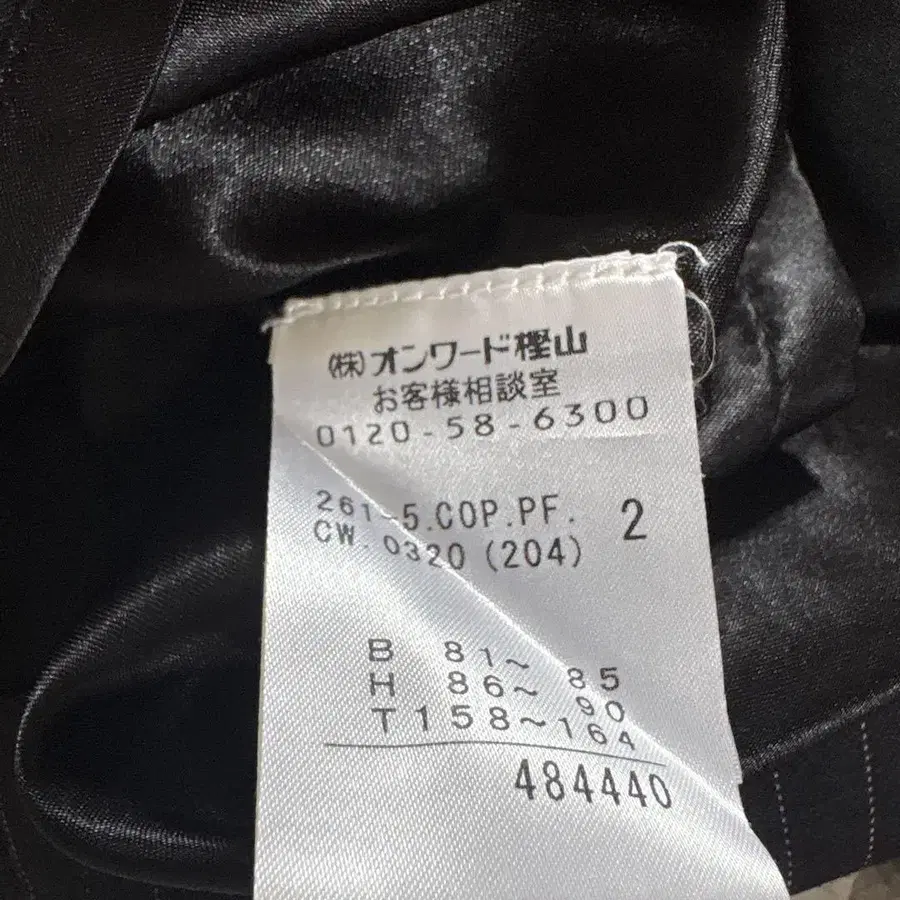 (株)オンワード樫山
お客様相談室
0120-58-6300
261-5.COP.PF. 2
CW.0320(204)
B 81~85
H 86~90
T158~164
484440